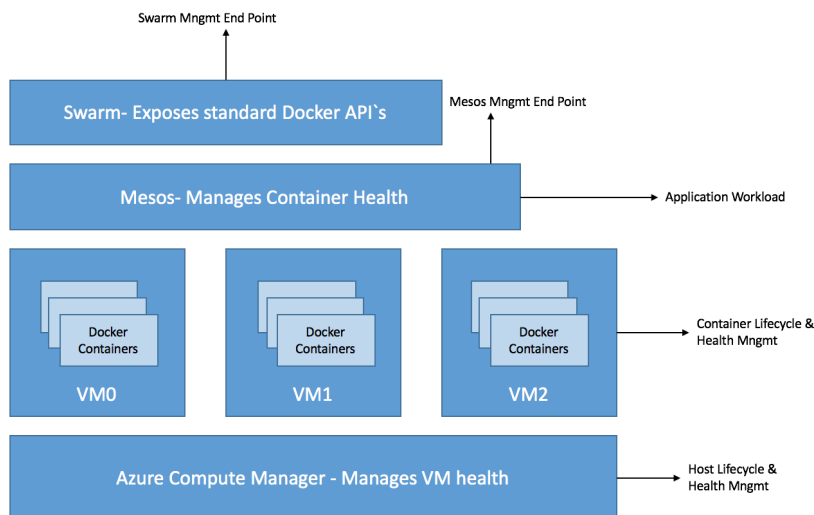 Swarm Mngmt End Point
Swarm- Exposes standard Docker API`s
Mesos Mngmt End Point
Mesos- Manages Container Health
Application Workload
Docker
Containers
VM0
Docker
Containers
VM1
Docker
Containers
VM2
Container Lifecycle &
Health Mngmt
Azure Compute Manager - Manages VM health
Host Lifecycle &
Health Mngmt